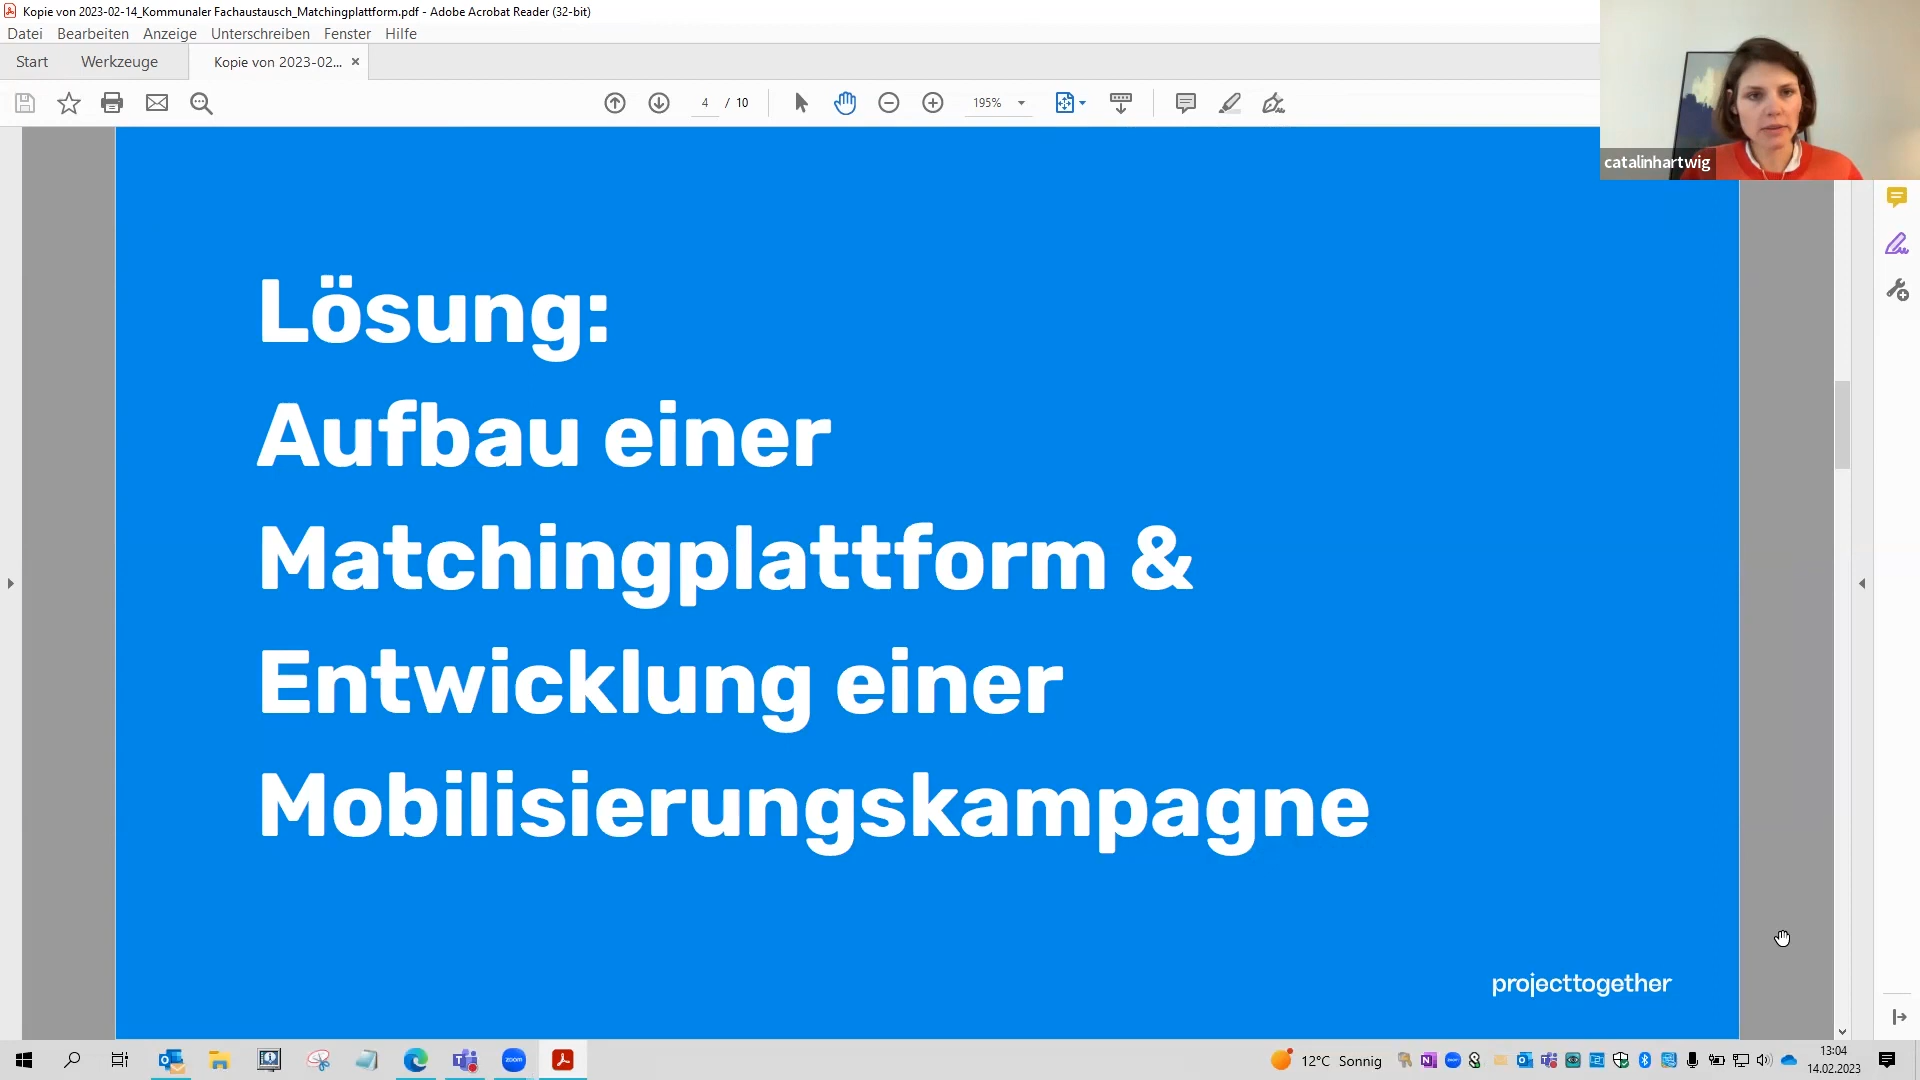 Kopie von 2023-02-14_Kommunaler Fachaustausch_Matchingplattform.pdf - Adobe Acrobat Reader (32-bit)
Datei Bearbeiten Anzeige Unterschreiben Fenster Hilfe
Start Werkzeuge Kopie von 2023-02... ×
4 / 10 195%
catalinhartwig
Lösung:
Aufbau einer
Matchingplattform &
Entwicklung einer
Mobilisierungskampagne
projecttogether
zoom
12°C Sonnig
13:04
14.02.2023